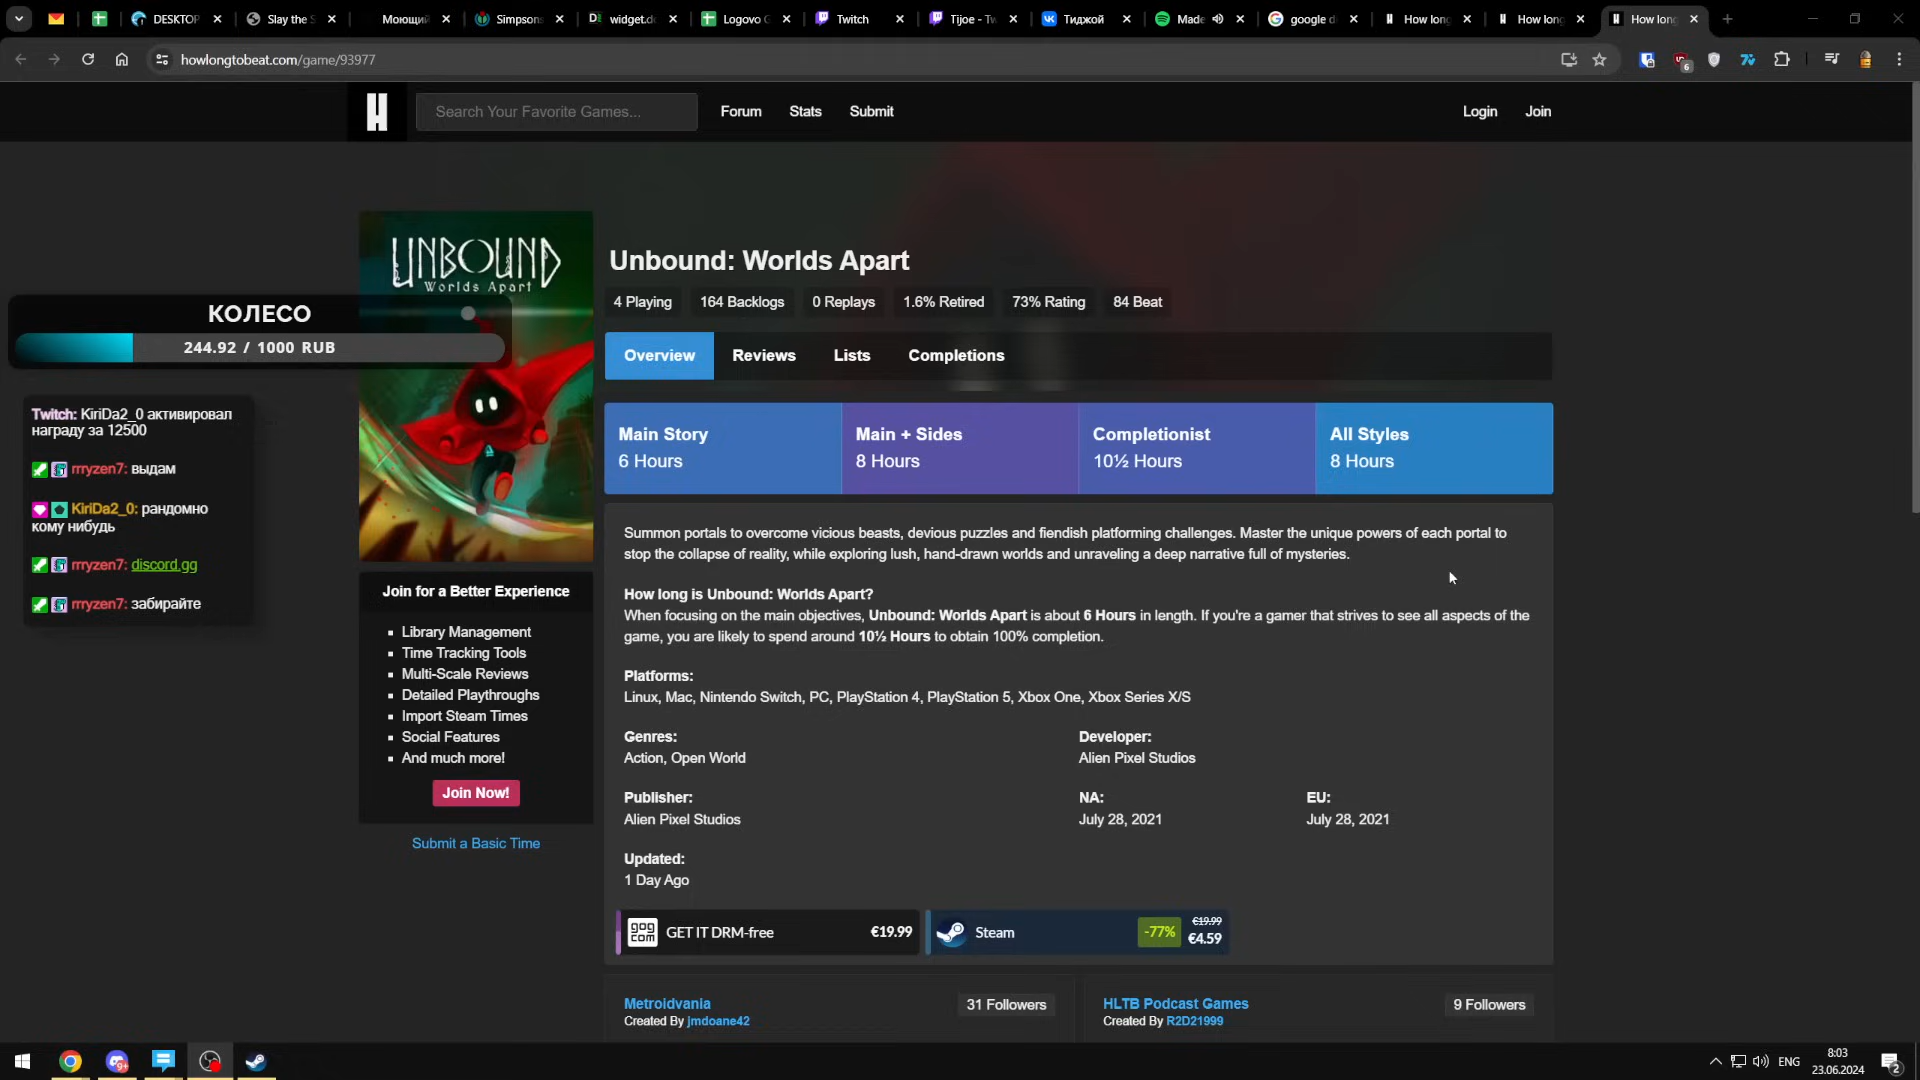 DESKTOP
Slay the S
Моющий
Simpsons
widget.d
Logovo G
Twitch
Tijoe - Tw
Тиджой
Made
google d
How long
How long
How long
howlongtobeat.com/game/93977
6
Search Your Favorite Games...
Forum
Stats
Submit
Login
Join
UNBOUND
Worlds Apart
Unbound: Worlds Apart
4 Playing
164 Backlogs
0 Replays
1.6% Retired
73% Rating
84 Beat
КОЛЕСО
244.92 / 1000 RUB
Overview
Reviews
Lists
Completions
Main Story
6 Hours
Main + Sides
8 Hours
Completionist
10½ Hours
All Styles
8 Hours
Twitch: KiriDa2_0 активировал
награду за 12500
rrryzen7: выдам
KiriDa2_0: рандомно
кому нибудь
rrryzen7: discord.gg
rrryzen7: забирайте
Summon portals to overcome vicious beasts, devious puzzles and fiendish platforming challenges. Master the unique powers of each portal to
stop the collapse of reality, while exploring lush, hand-drawn worlds and unraveling a deep narrative full of mysteries.
How long is Unbound: Worlds Apart?
When focusing on the main objectives, Unbound: Worlds Apart is about 6 Hours in length. If you're a gamer that strives to see all aspects of the
game, you are likely to spend around 10½ Hours to obtain 100% completion.
Join for a Better Experience
Library Management
Time Tracking Tools
Multi-Scale Reviews
Detailed Playthroughs
Import Steam Times
Social Features
And much more!
Join Now!
Submit a Basic Time
Platforms:
Linux, Mac, Nintendo Switch, PC, PlayStation 4, PlayStation 5, Xbox One, Xbox Series X/S
Genres:
Action, Open World
Developer:
Alien Pixel Studios
Publisher:
Alien Pixel Studios
NA:
July 28, 2021
EU:
July 28, 2021
Updated:
1 Day Ago
GOG COM
GET IT DRM-free
€19.99
Steam
-77%
€19.99
€4.59
Metroidvania
Created By jmdoane42
31 Followers
HLTB Podcast Games
Created By R2D21999
9 Followers
9+
ENG
8:03
23.06.2024
2